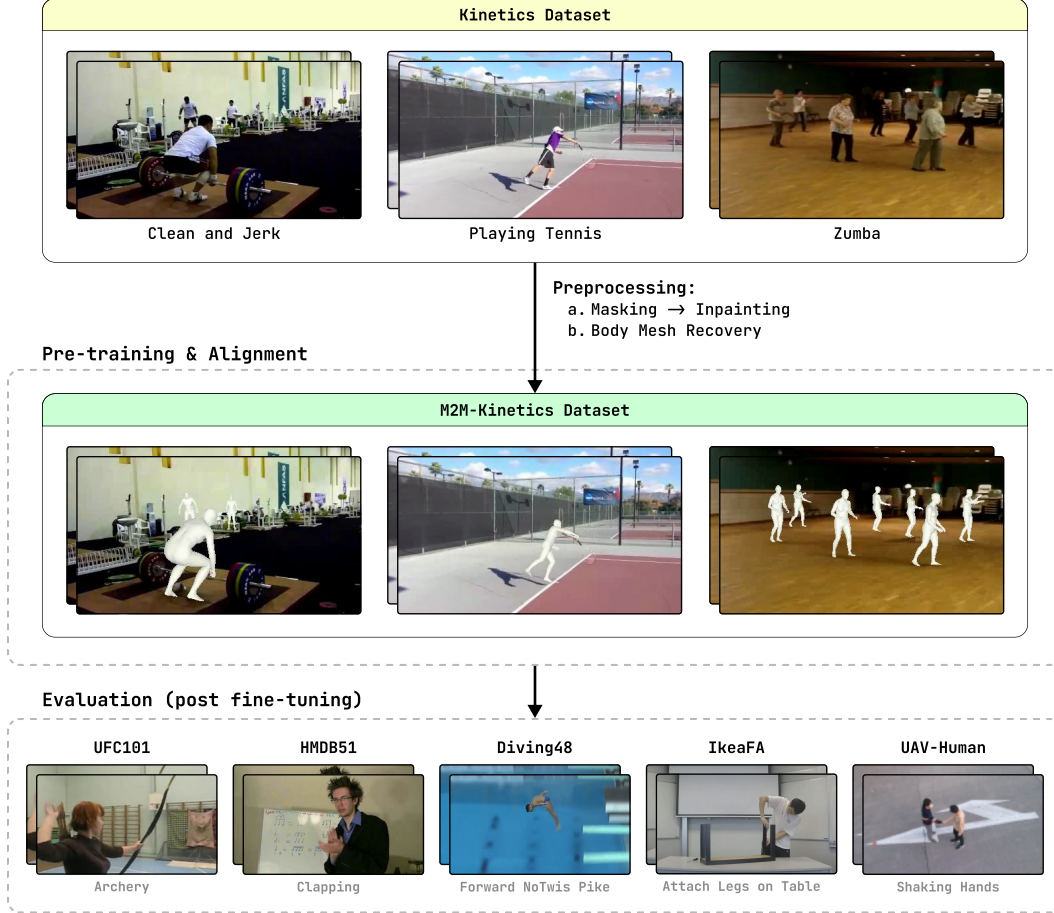 Kinetics Dataset
Clean and Jerk
Playing Tennis
Zumba
Preprocessing:
a. Masking → Inpainting
b. Body Mesh Recovery
Pre-training & Alignment
M2M-Kinetics Dataset
Evaluation (post fine-tuning)
UFC101
HMDB51
Diving48
IkeaFA
UAV-Human
Archery
Clapping
Forward NoTwis Pike
Attach Legs on Table
Shaking Hands